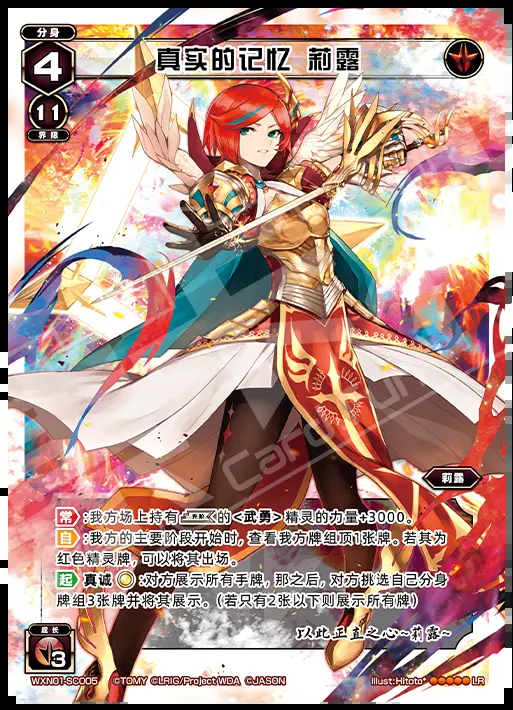 分身
4
真实的记忆 莉露
11
界限
莉露
常:我方场上持有 升阶 的<武勇>精灵的力量+3000。
自:我方的主要阶段开始时，查看我方牌组顶1张牌。若其为
红色精灵牌，可以将其出场。
起 真诚 :对方展示所有手牌。那之后，对方挑选自己分身
牌组3张牌并将其展示。(若只有2张以下则展示所有牌)
以此正直之心~莉露~
成长
3
WXN01-SC005 ©TOMY ©LRIG/Project WDA ©JASON Illust:Hitoto* LR